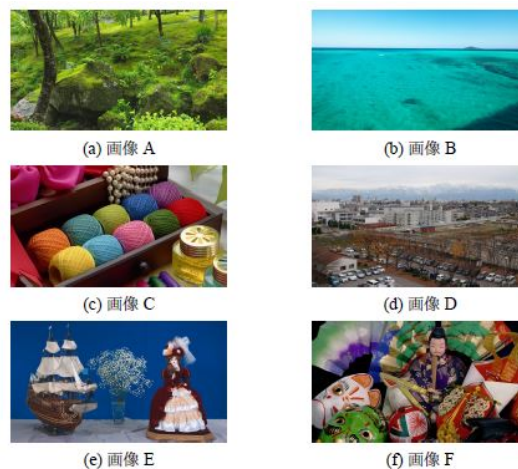 (a) 画像 A
(b) 画像 B
(c) 画像 C
(d) 画像 D
(e) 画像 E
(f) 画像 F